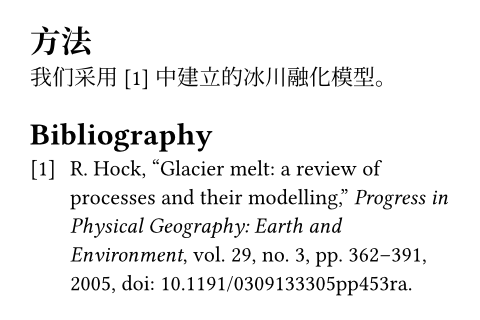 方法
我们采用 [1] 中建立的冰川融化模型。
Bibliography
[1] R. Hock, “Glacier melt: a review of
processes and their modelling,” Progress in
Physical Geography: Earth and
Environment, vol. 29, no. 3, pp. 362–391,
2005, doi: 10.1191/0309133305pp453ra.